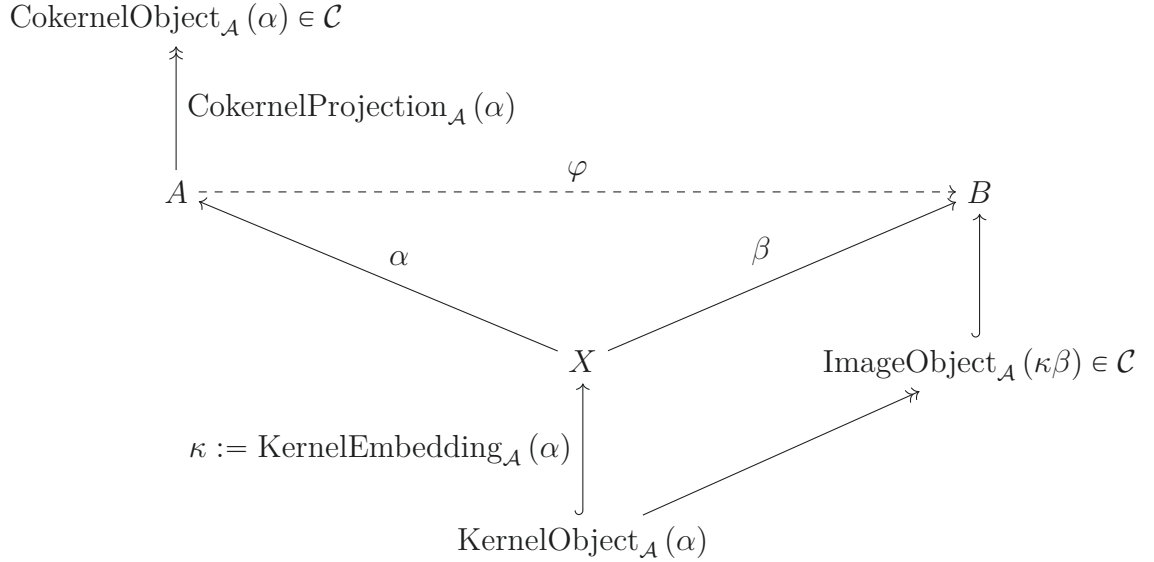 CokernelObject_𝒜 (α) ∈ 𝒞
CokernelProjection_𝒜 (α)
φ
A B
α β
X ImageObject_𝒜 (κβ) ∈ 𝒞
κ := KernelEmbedding_𝒜 (α)
KernelObject_𝒜 (α)